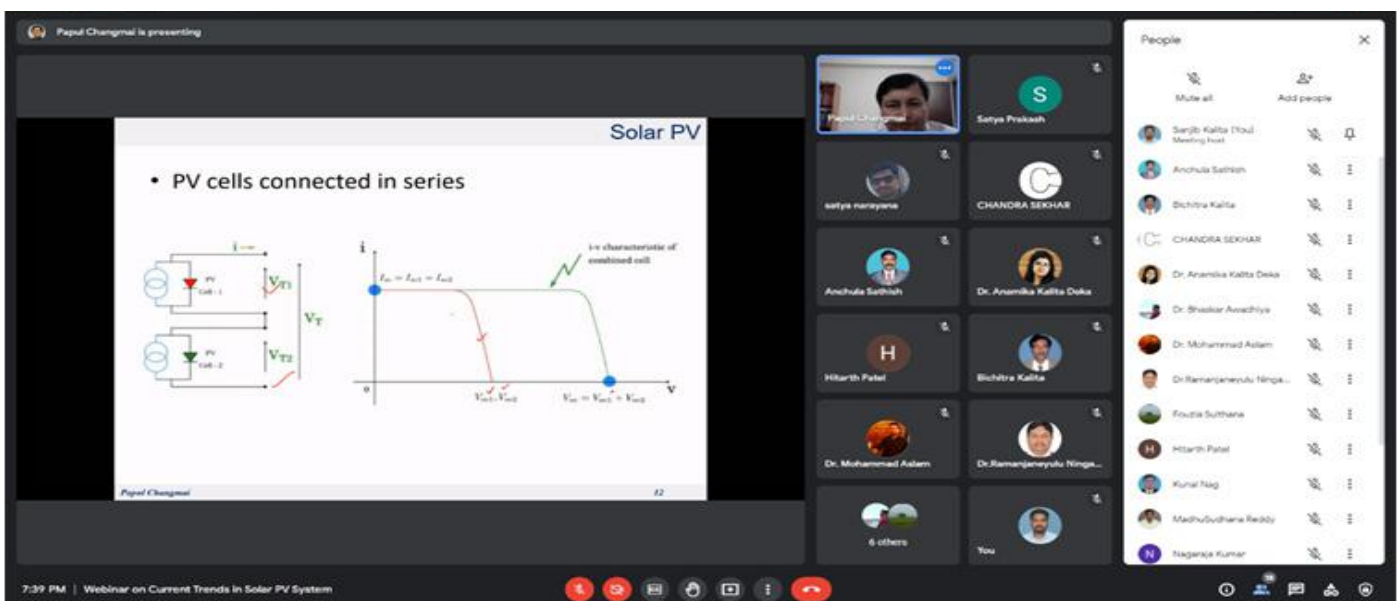 Papul Changmai is presenting
Solar PV
• PV cells connected in series
i →
PV
Cell - 1
V_T1
V_T
PV
Cell - 2
V_T2
i
i-v characteristic of
combined cell
0
v
Papul Changmai
12
Papul Changmai
Satya Prakash
S
satya narayana
CHANDRA SEKHAR
Anchula Sathish
Dr. Anamika Kalita Deka
H
Hitarth Patel
Bichitra Kalita
Dr. Mohammed Aslam
Dr.Ramanjaneyulu Ninga...
6 others
You
People
Mute all
Add people
Sanjib Kalita (You)
Meeting host
Anchula Sathish
Bichitra Kalita
CHANDRA SEKHAR
Dr. Anamika Kalita Deka
Dr. Bhaskar Awadhiya
Dr. Mohammed Aslam
Dr.Ramanjaneyulu Ninga...
Fouzia Sulthana
H
Hitarth Patel
Kunal Nag
MadhuSudhana Reddy
N
Nagaraja Kumar
7:39 PM | Webinar on Current Trends in Solar PV System